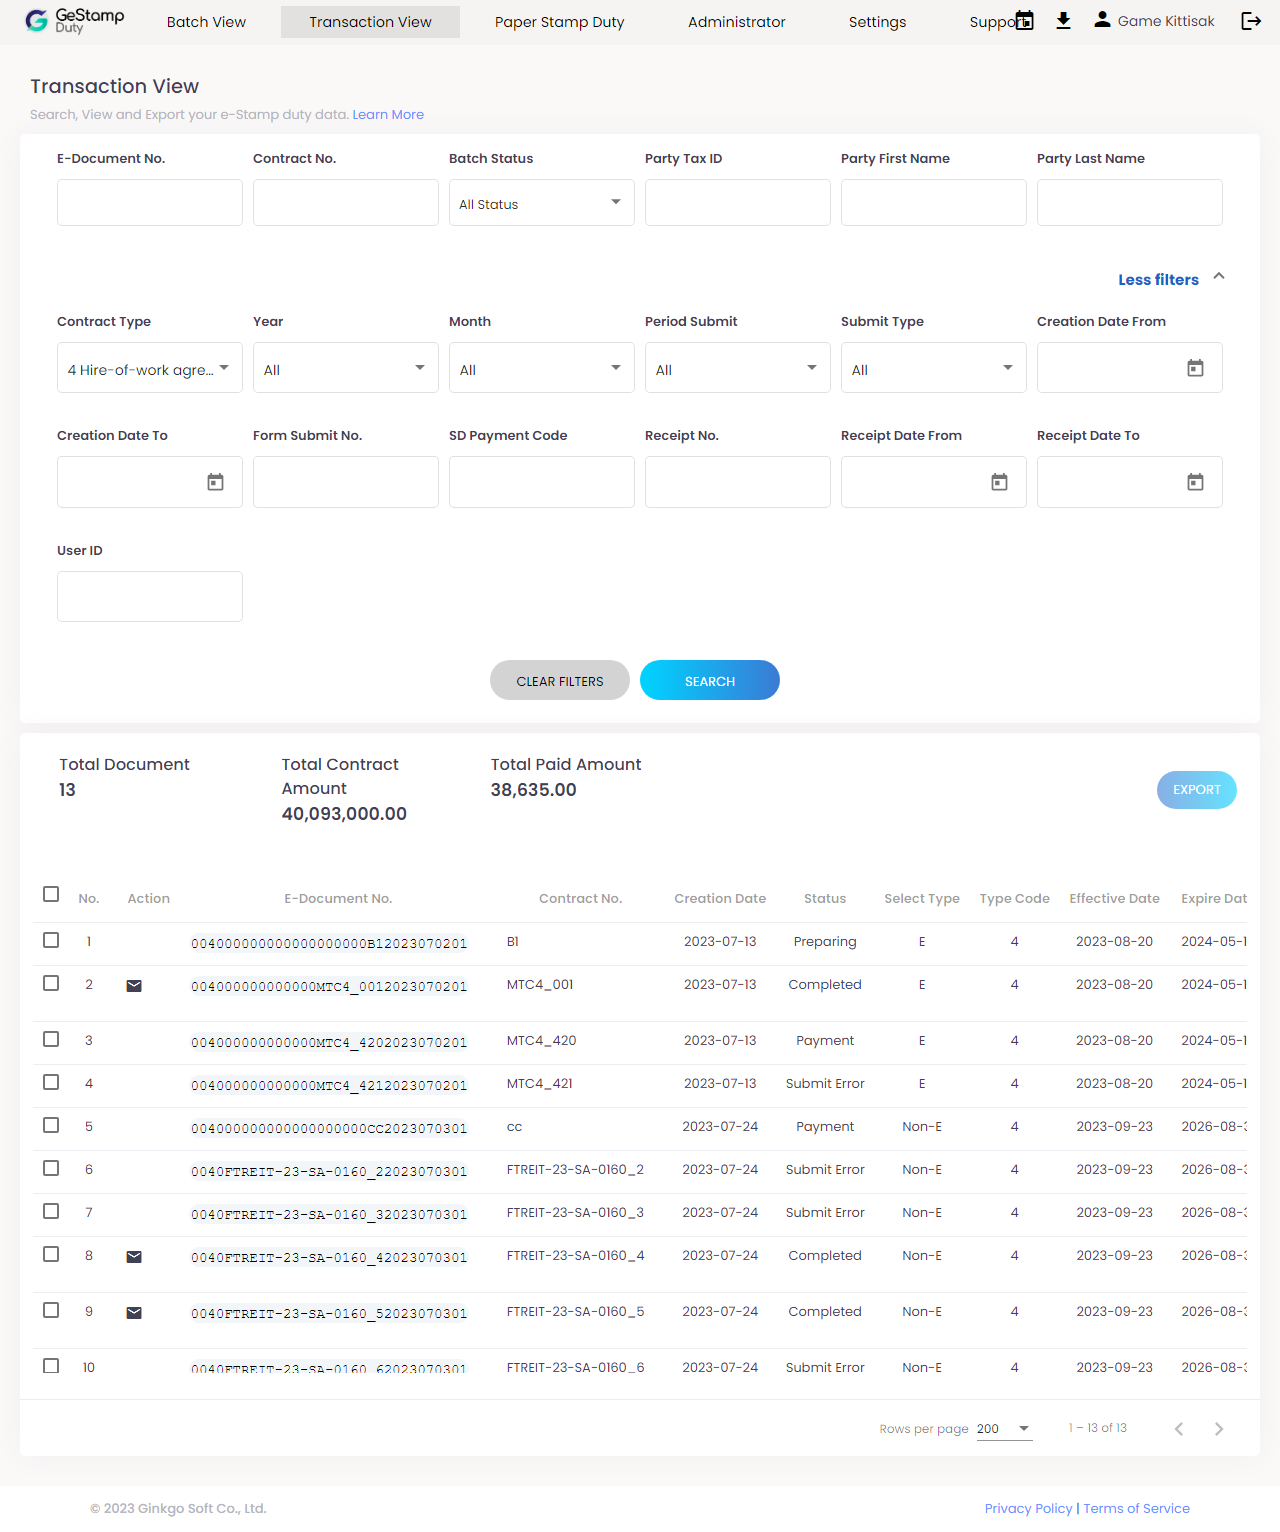 GeStamp
Duty
Batch View
Transaction View
Paper Stamp Duty
Administrator
Settings
Support
Game Kittisak
Transaction View
Search, View and Export your e-Stamp duty data. Learn More
E-Document No. Contract No. Batch Status Party Tax ID Party First Name Party Last Name
All Status
Less filters
Contract Type Year Month Period Submit Submit Type Creation Date From
4 Hire-of-work agre... All All All All
Creation Date To Form Submit No. SD Payment Code Receipt No. Receipt Date From Receipt Date To
User ID
CLEAR FILTERS SEARCH
Total Document
13
Total Contract
Amount
40,093,000.00
Total Paid Amount
38,635.00
EXPORT
No. Action E-Document No. Contract No. Creation Date Status Select Type Type Code Effective Date Expire Dat
1 004000000000000000000B12023070201 B1 2023-07-13 Preparing E 4 2023-08-20 2024-05-1
2 004000000000000MTC4_0012023070201 MTC4_001 2023-07-13 Completed E 4 2023-08-20 2024-05-1
3 004000000000000MTC4_4202023070201 MTC4_420 2023-07-13 Payment E 4 2023-08-20 2024-05-1
4 004000000000000MTC4_4212023070201 MTC4_421 2023-07-13 Submit Error E 4 2023-08-20 2024-05-1
5 004000000000000000000CC2023070301 cc 2023-07-24 Payment Non-E 4 2023-09-23 2026-08-3
6 0040FTREIT-23-SA-0160_22023070301 FTREIT-23-SA-0160_2 2023-07-24 Submit Error Non-E 4 2023-09-23 2026-08-3
7 0040FTREIT-23-SA-0160_32023070301 FTREIT-23-SA-0160_3 2023-07-24 Submit Error Non-E 4 2023-09-23 2026-08-3
8 0040FTREIT-23-SA-0160_42023070301 FTREIT-23-SA-0160_4 2023-07-24 Completed Non-E 4 2023-09-23 2026-08-3
9 0040FTREIT-23-SA-0160_52023070301 FTREIT-23-SA-0160_5 2023-07-24 Completed Non-E 4 2023-09-23 2026-08-3
10 0040FTREIT-23-SA-0160_62023070301 FTREIT-23-SA-0160_6 2023-07-24 Submit Error Non-E 4 2023-09-23 2026-08-3
Rows per page 200 1 – 13 of 13
© 2023 Ginkgo Soft Co., Ltd.
Privacy Policy | Terms of Service